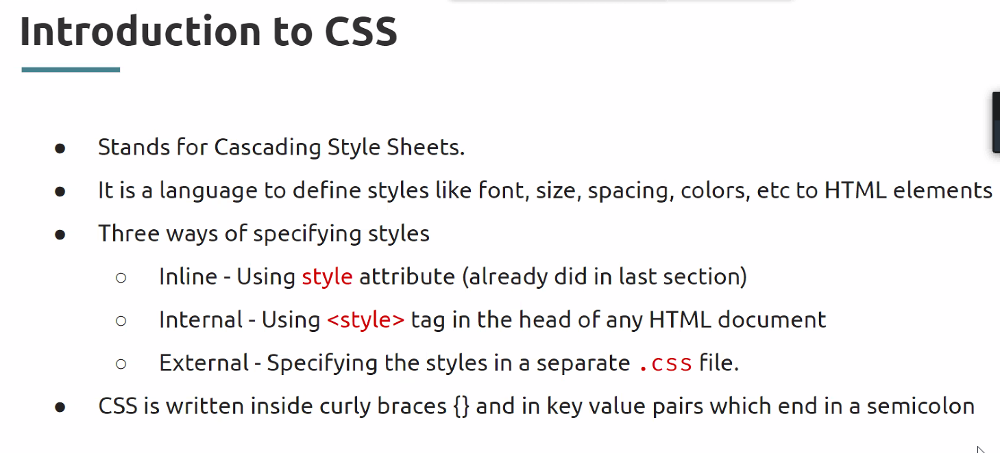 Introduction to CSS
● Stands for Cascading Style Sheets.
● It is a language to define styles like font, size, spacing, colors, etc to HTML elements
● Three ways of specifying styles
○ Inline - Using style attribute (already did in last section)
○ Internal - Using <style> tag in the head of any HTML document
○ External - Specifying the styles in a separate .css file.
● CSS is written inside curly braces {} and in key value pairs which end in a semicolon